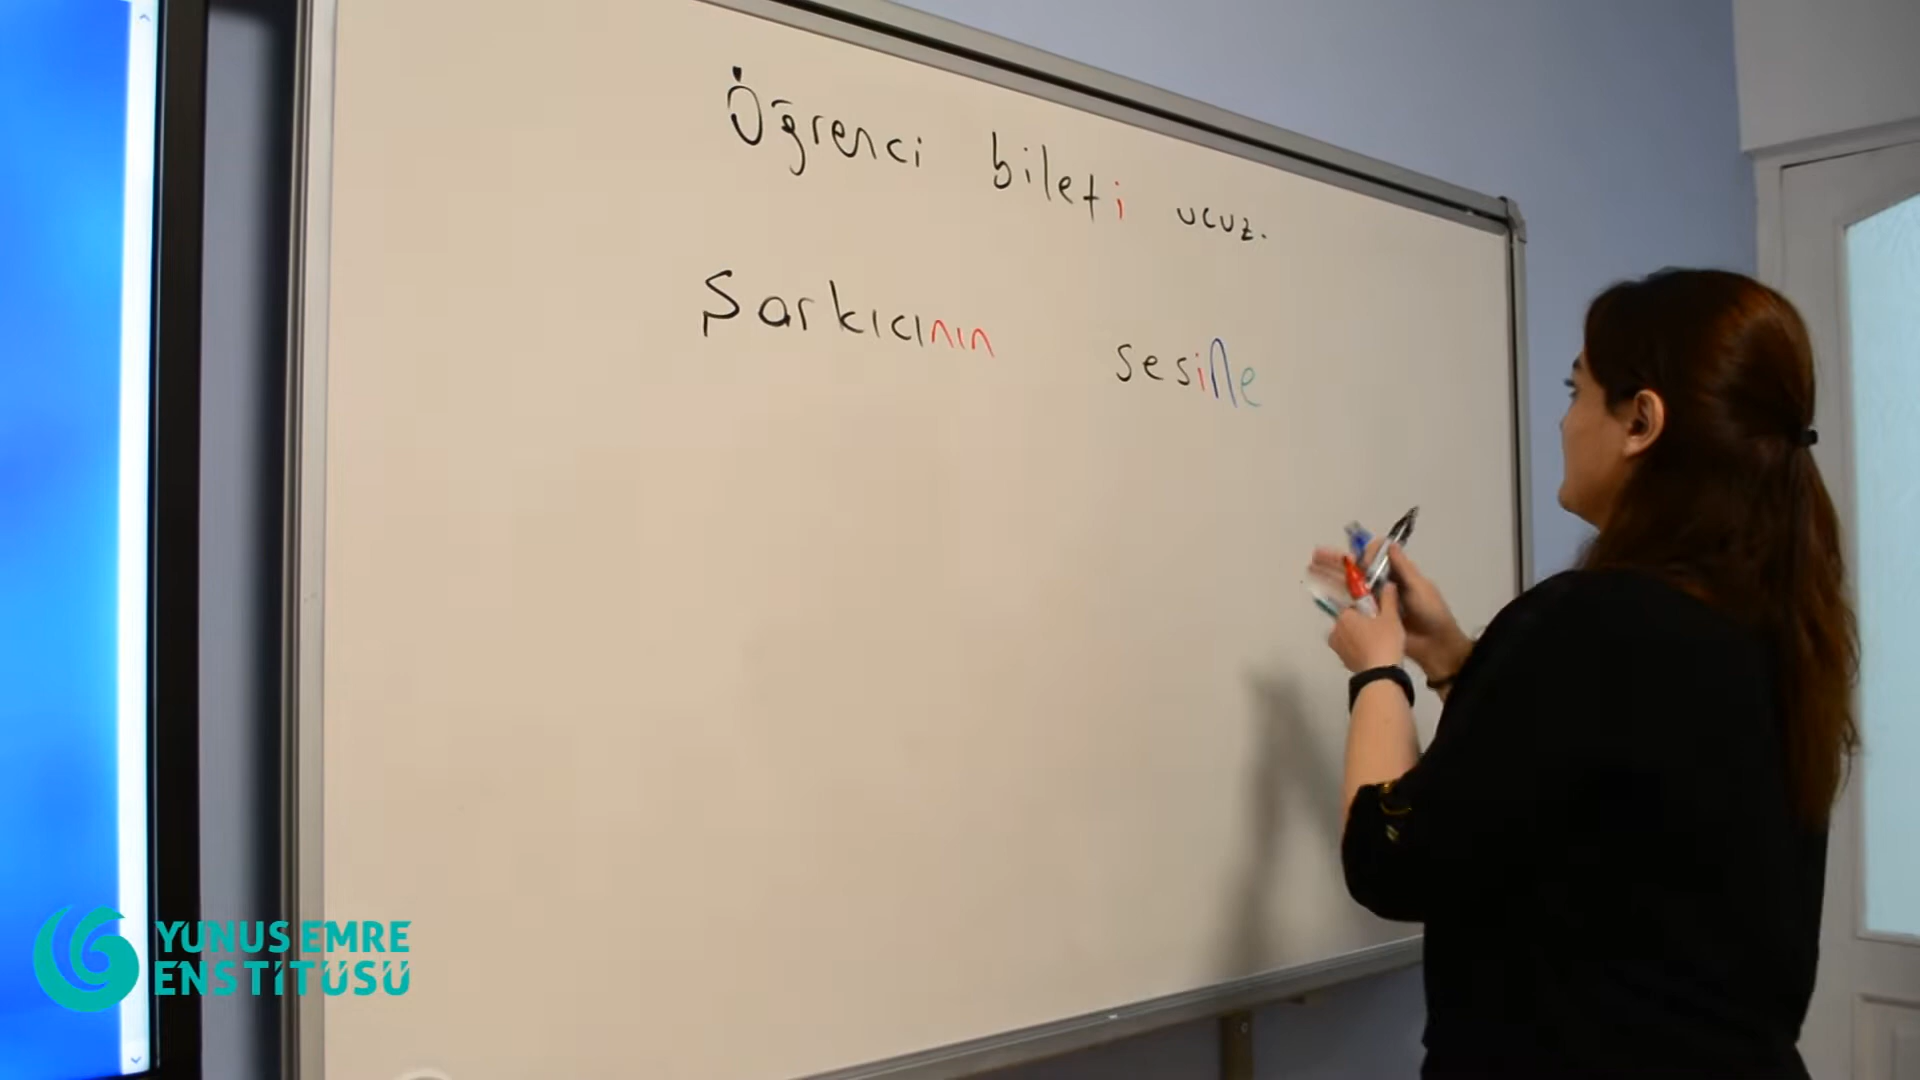 Öğrenci bileti ucuz.
Şarkıcının sesine
YUNUS EMRE
ENSTİTÜSÜ